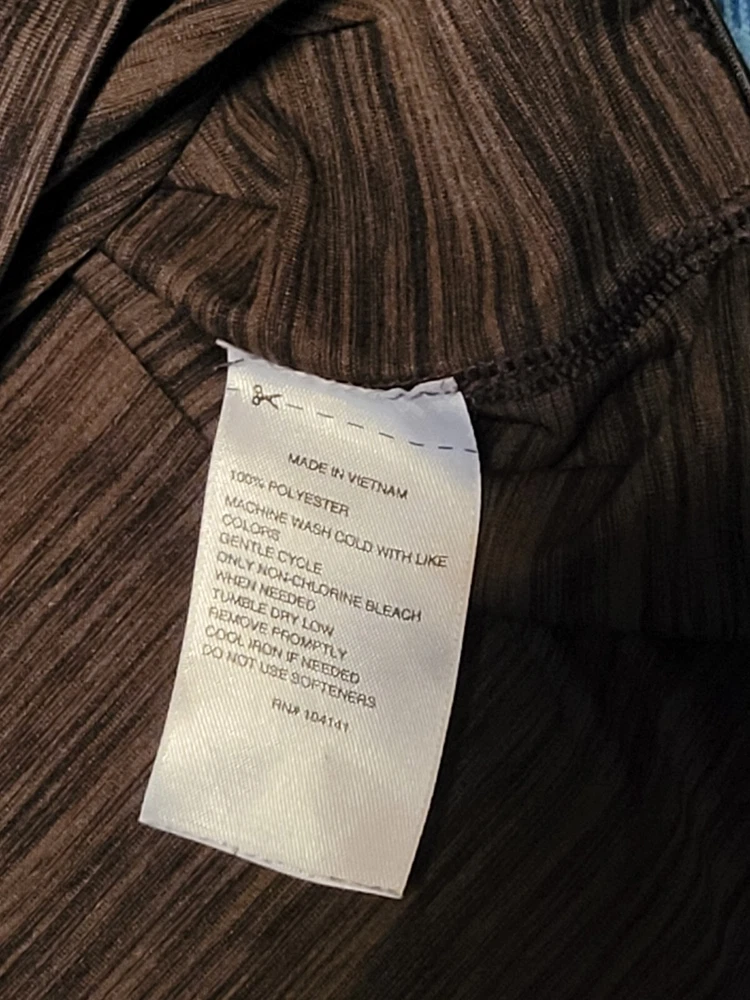 MADE IN VIETNAM
100% POLYESTER
MACHINE WASH COLD WITH LIKE
COLORS
GENTLE CYCLE
ONLY NON-CHLORINE BLEACH
WHEN NEEDED
TUMBLE DRY LOW
REMOVE PROMPTLY
COOL IRON IF NEEDED
DO NOT USE SOFTENERS
RN# 104141